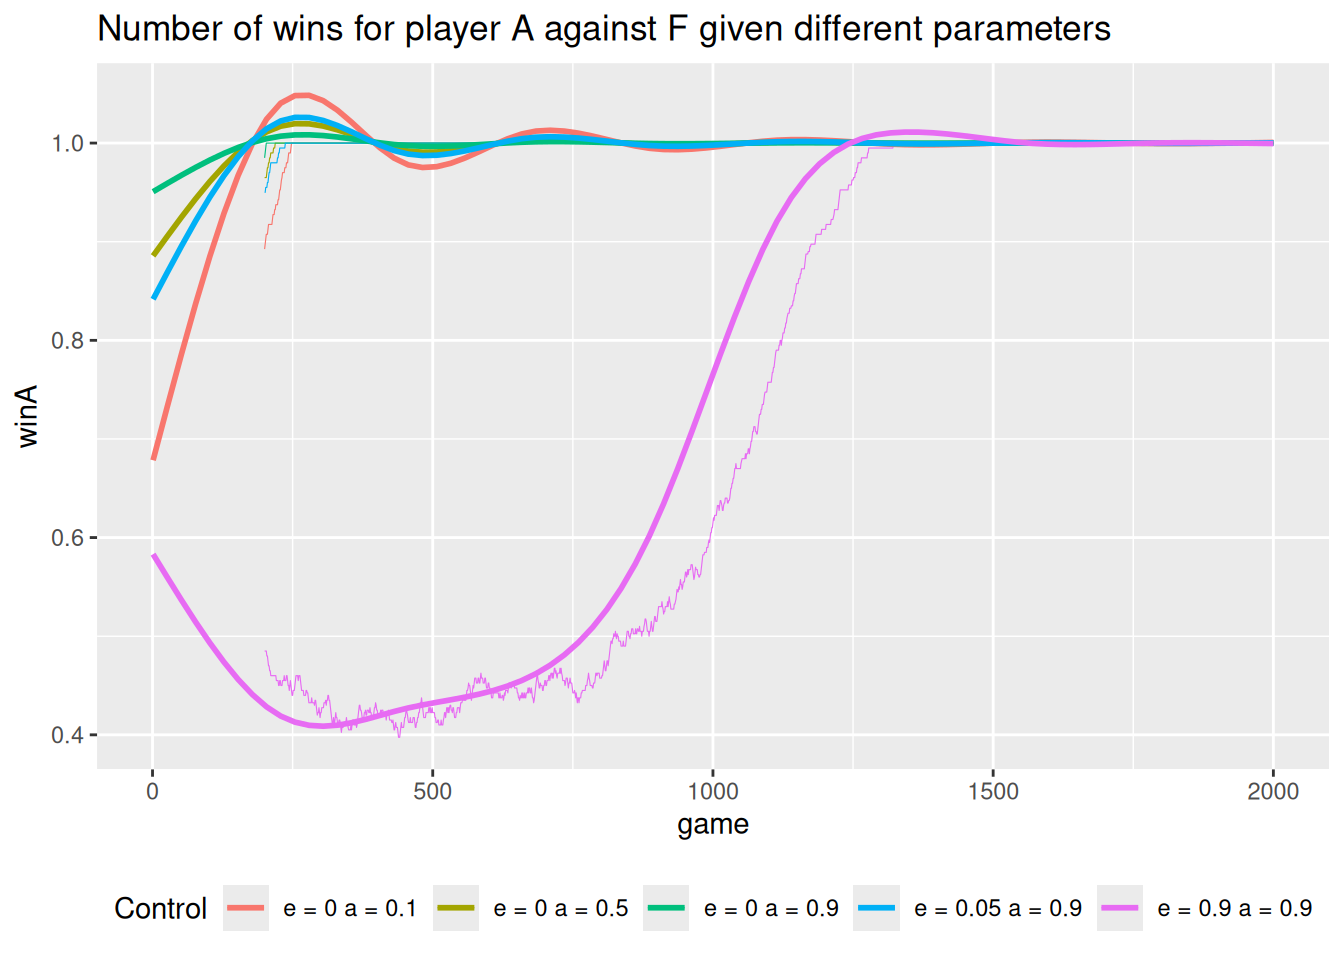 Number of wins for player A against F given different parameters
1.0
0.8
0.6
0.4
winA
0 500 1000 1500 2000
game
Control e = 0 a = 0.1 e = 0 a = 0.5 e = 0 a = 0.9 e = 0.05 a = 0.9 e = 0.9 a = 0.9